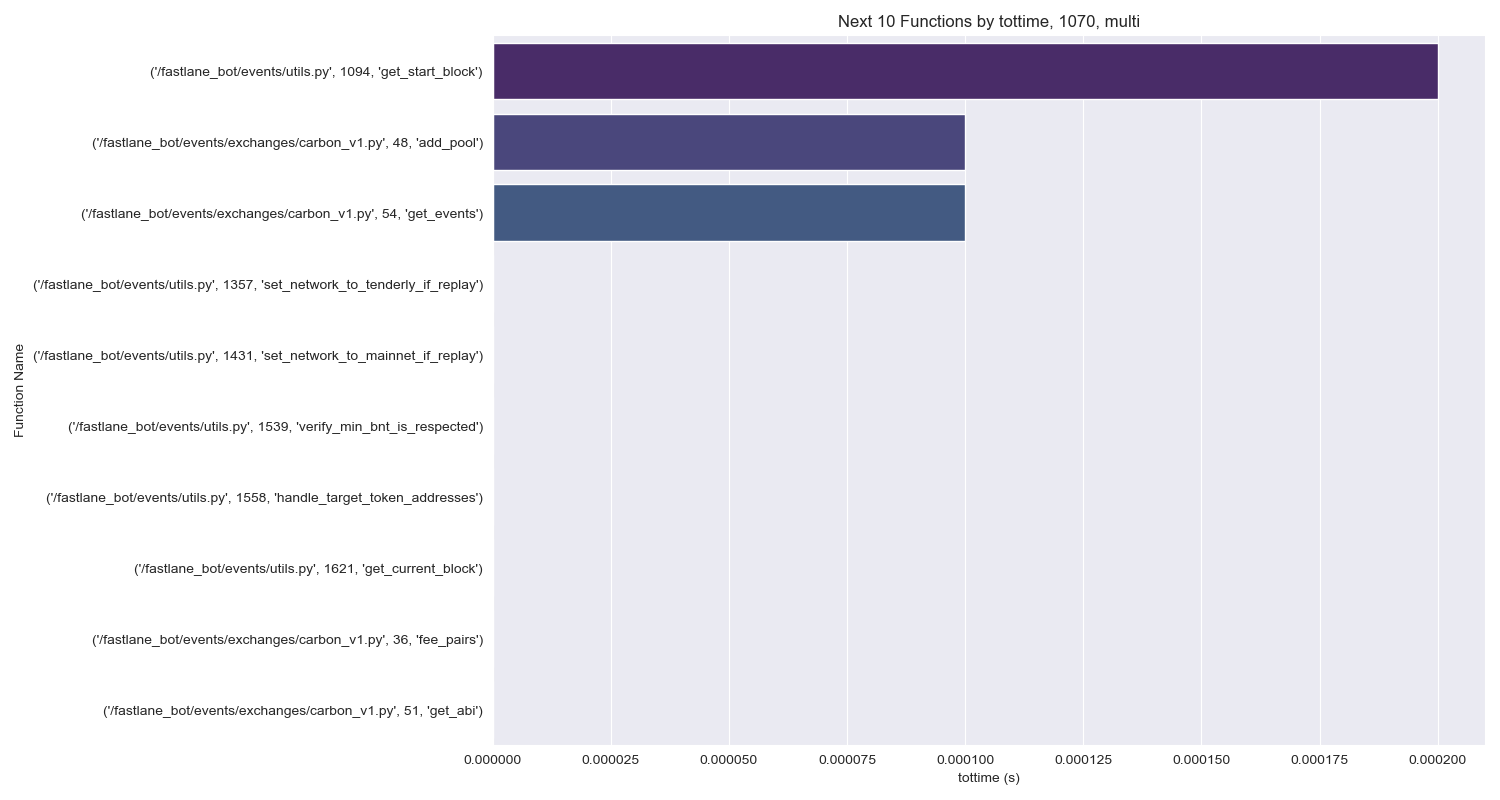 Next 10 Functions by tottime, 1070, multi
('/fastlane_bot/events/utils.py', 1094, 'get_start_block')
('/fastlane_bot/events/exchanges/carbon_v1.py', 48, 'add_pool')
('/fastlane_bot/events/exchanges/carbon_v1.py', 54, 'get_events')
('/fastlane_bot/events/utils.py', 1357, 'set_network_to_tenderly_if_replay')
('/fastlane_bot/events/utils.py', 1431, 'set_network_to_mainnet_if_replay')
('/fastlane_bot/events/utils.py', 1539, 'verify_min_bnt_is_respected')
('/fastlane_bot/events/utils.py', 1558, 'handle_target_token_addresses')
('/fastlane_bot/events/utils.py', 1621, 'get_current_block')
('/fastlane_bot/events/exchanges/carbon_v1.py', 36, 'fee_pairs')
('/fastlane_bot/events/exchanges/carbon_v1.py', 51, 'get_abi')
Function Name
0.000000 0.000025 0.000050 0.000075 0.000100 0.000125 0.000150 0.000175 0.000200
tottime (s)